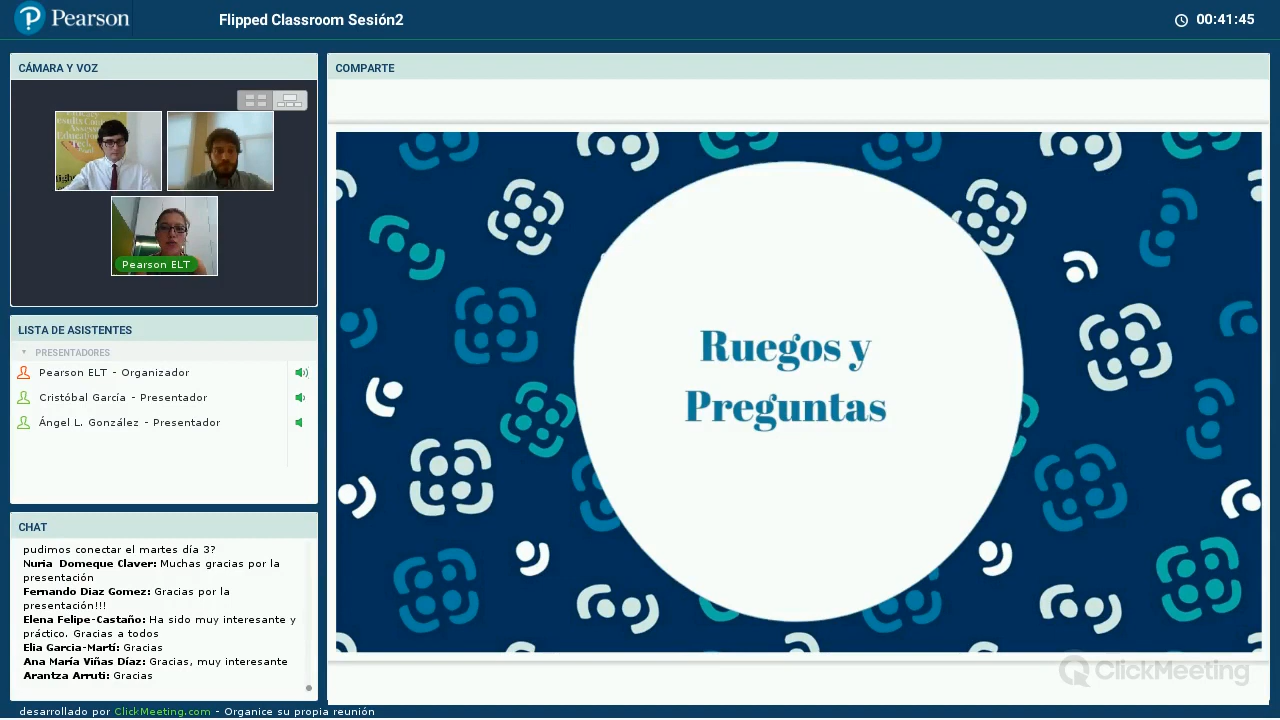 Pearson
Flipped Classroom Sesión2
00:41:45
CÁMARA Y VOZ
COMPARTE
Pearson ELT
LISTA DE ASISTENTES
PRESENTADORES
Pearson ELT - Organizador
Cristóbal García - Presentador
Ángel L. González - Presentador
Ruegos y
Preguntas
CHAT
pudimos conectar el martes día 3?
Nuria Domeque Claver: Muchas gracias por la
presentación
Fernando Diaz Gomez: Gracias por la
presentación!!!
Elena Felipe-Castaño: Ha sido muy interesante y
práctico. Gracias a todos
Elia Garcia-Martí: Gracias
Ana María Viñas Díaz: Gracias, muy interesante
Arantza Arruti: Gracias
ClickMeeting
desarrollado por ClickMeeting.com - Organice su propia reunión